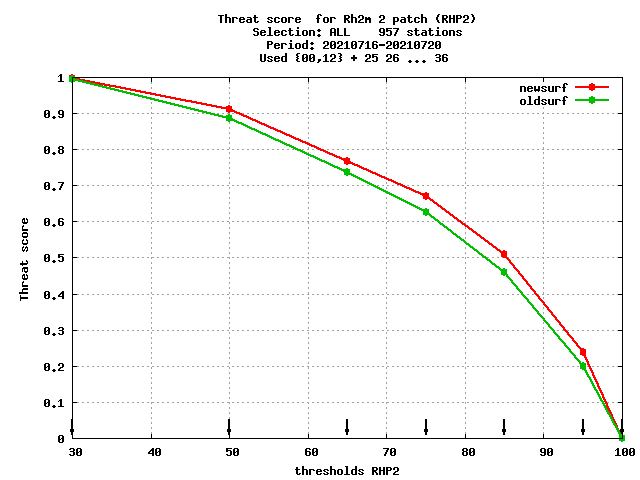 Threat score  for Rh2m 2 patch (RHP2)
Selection: ALL    957 stations
Period: 20210716-20210720
Used {00,12} + 25 26 ... 36
newsurf
oldsurf
1
0.9
0.8
0.7
0.6
0.5
0.4
0.3
0.2
0.1
0
Threat score
30 40 50 60 70 80 90 100
thresholds RHP2